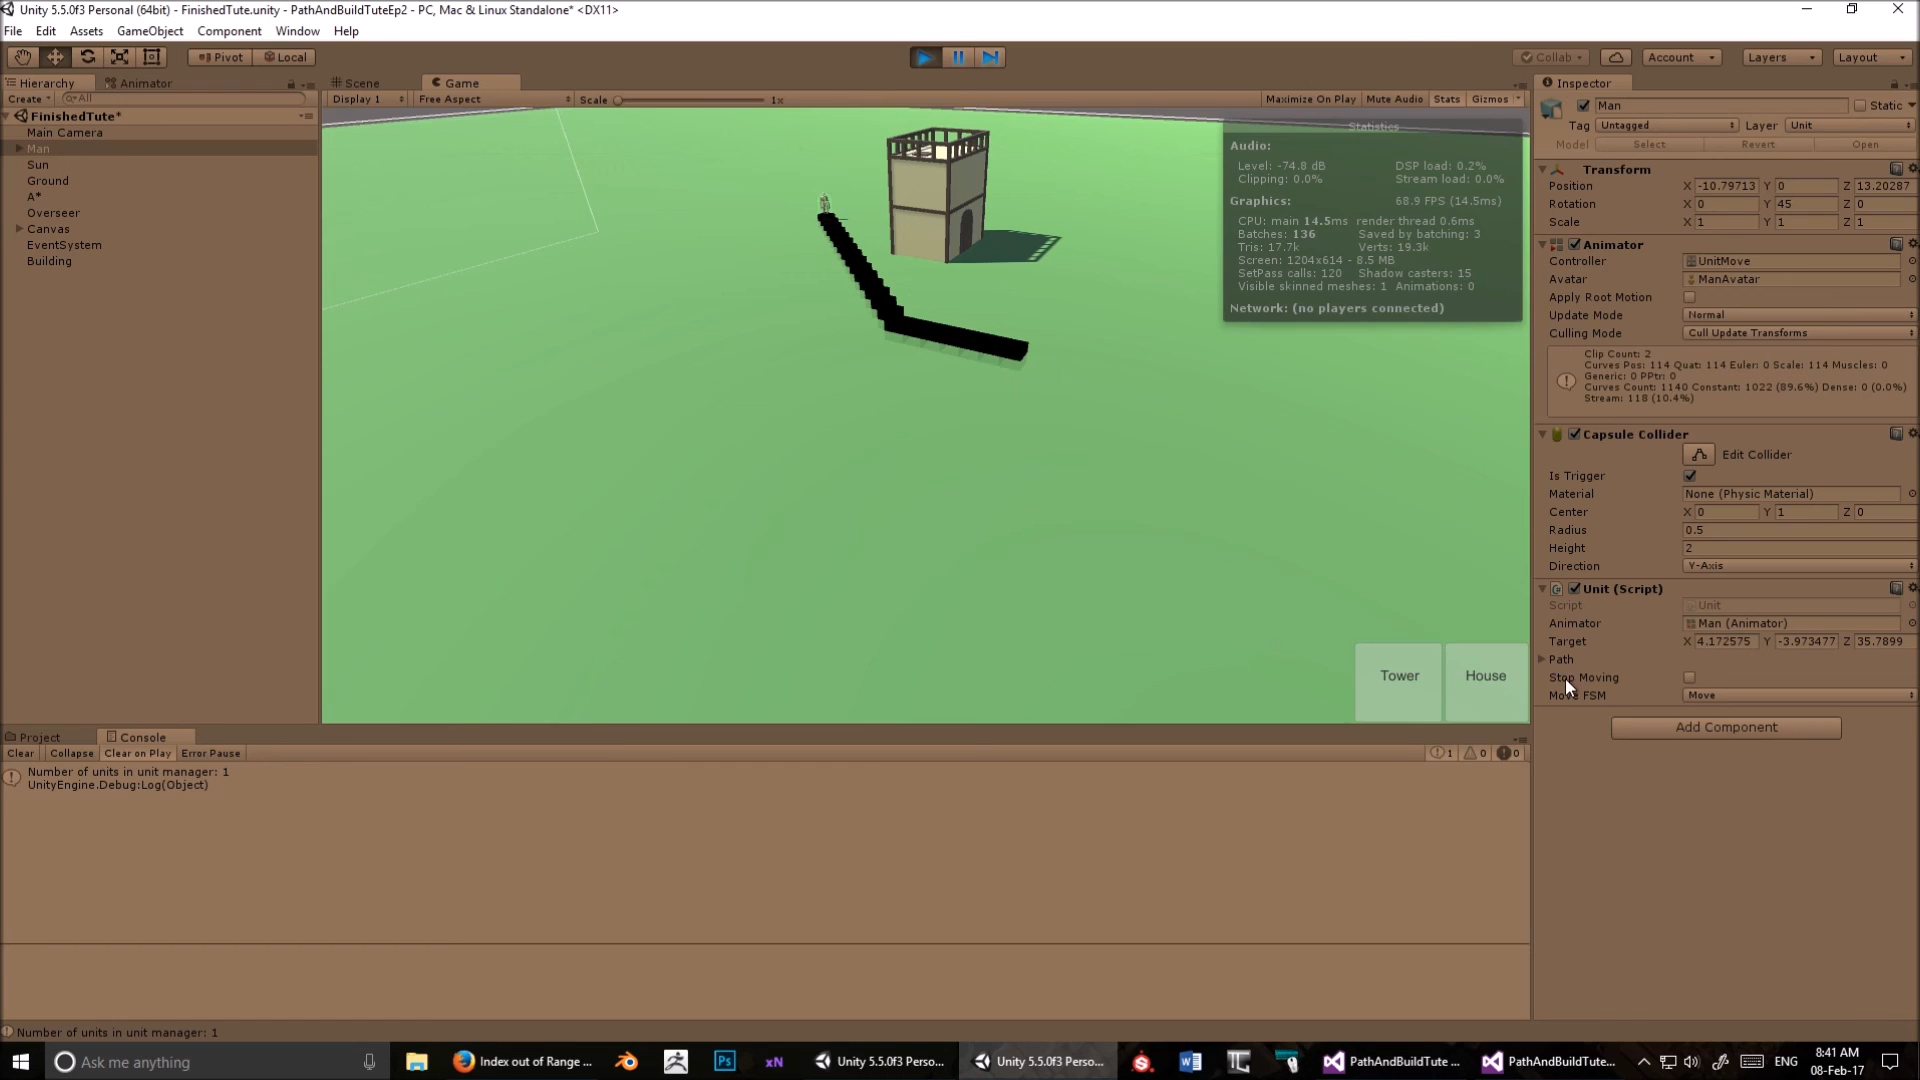 Unity 5.5.0f3 Personal (64bit) - FinishedTute.unity - PathAndBuildTuteEp2 - PC, Mac & Linux Standalone* <DX11>
File Edit Assets GameObject Component Window Help
Pivot Local Collab Account Layers Layout
Hierarchy Animator
Create All
FinishedTute*
Main Camera
Man
Sun
Ground
A*
Overseer
Canvas
EventSystem
Building
Scene Game
Display 1 Free Aspect Scale 1x Maximize On Play Mute Audio Stats Gizmos
Statistics
Audio:
Level: -74.8 dB DSP load: 0.2%
Clipping: 0.0% Stream load: 0.0%
Graphics: 68.9 FPS (14.5ms)
CPU: main 14.5ms render thread 0.6ms
Batches: 136 Saved by batching: 3
Tris: 17.7k Verts: 19.3k
Screen: 1204x614 - 8.5 MB
SetPass calls: 120 Shadow casters: 15
Visible skinned meshes: 1 Animations: 0
Network: (no players connected)
Tower House
Inspector
Man Static
Tag Untagged Layer Unit
Model Select Revert Open
Transform
Position X -10.79713 Y 0 Z 13.20287
Rotation X 0 Y 45 Z 0
Scale X 1 Y 1 Z 1
Animator
Controller UnitMove
Avatar ManAvatar
Apply Root Motion
Update Mode Normal
Culling Mode Cull Update Transforms
Clip Count: 2
Curves Pos: 114 Quat: 114 Euler: 0 Scale: 114 Muscles: 0
Generic: 0 PPtr: 0
Curves Count: 1140 Constant: 1022 (89.6%) Dense: 0 (0.0%)
Stream: 118 (10.4%)
Capsule Collider
Edit Collider
Is Trigger
Material None (Physic Material)
Center X 0 Y 1 Z 0
Radius 0.5
Height 2
Direction Y-Axis
Unit (Script)
Script Unit
Animator Man (Animator)
Target X 4.172575 Y -3.973477 Z 35.7899
Path
Stop Moving
Move FSM Move
Add Component
Project Console
Clear Collapse Clear on Play Error Pause 1 0 0
Number of units in unit manager: 1
UnityEngine.Debug:Log(Object)
Number of units in unit manager: 1
Ask me anything
Index out of Range ...
Ps
xN
Unity 5.5.0f3 Perso...
Unity 5.5.0f3 Perso...
PathAndBuildTute ...
PathAndBuildTute...
ENG
8:41 AM
08-Feb-17